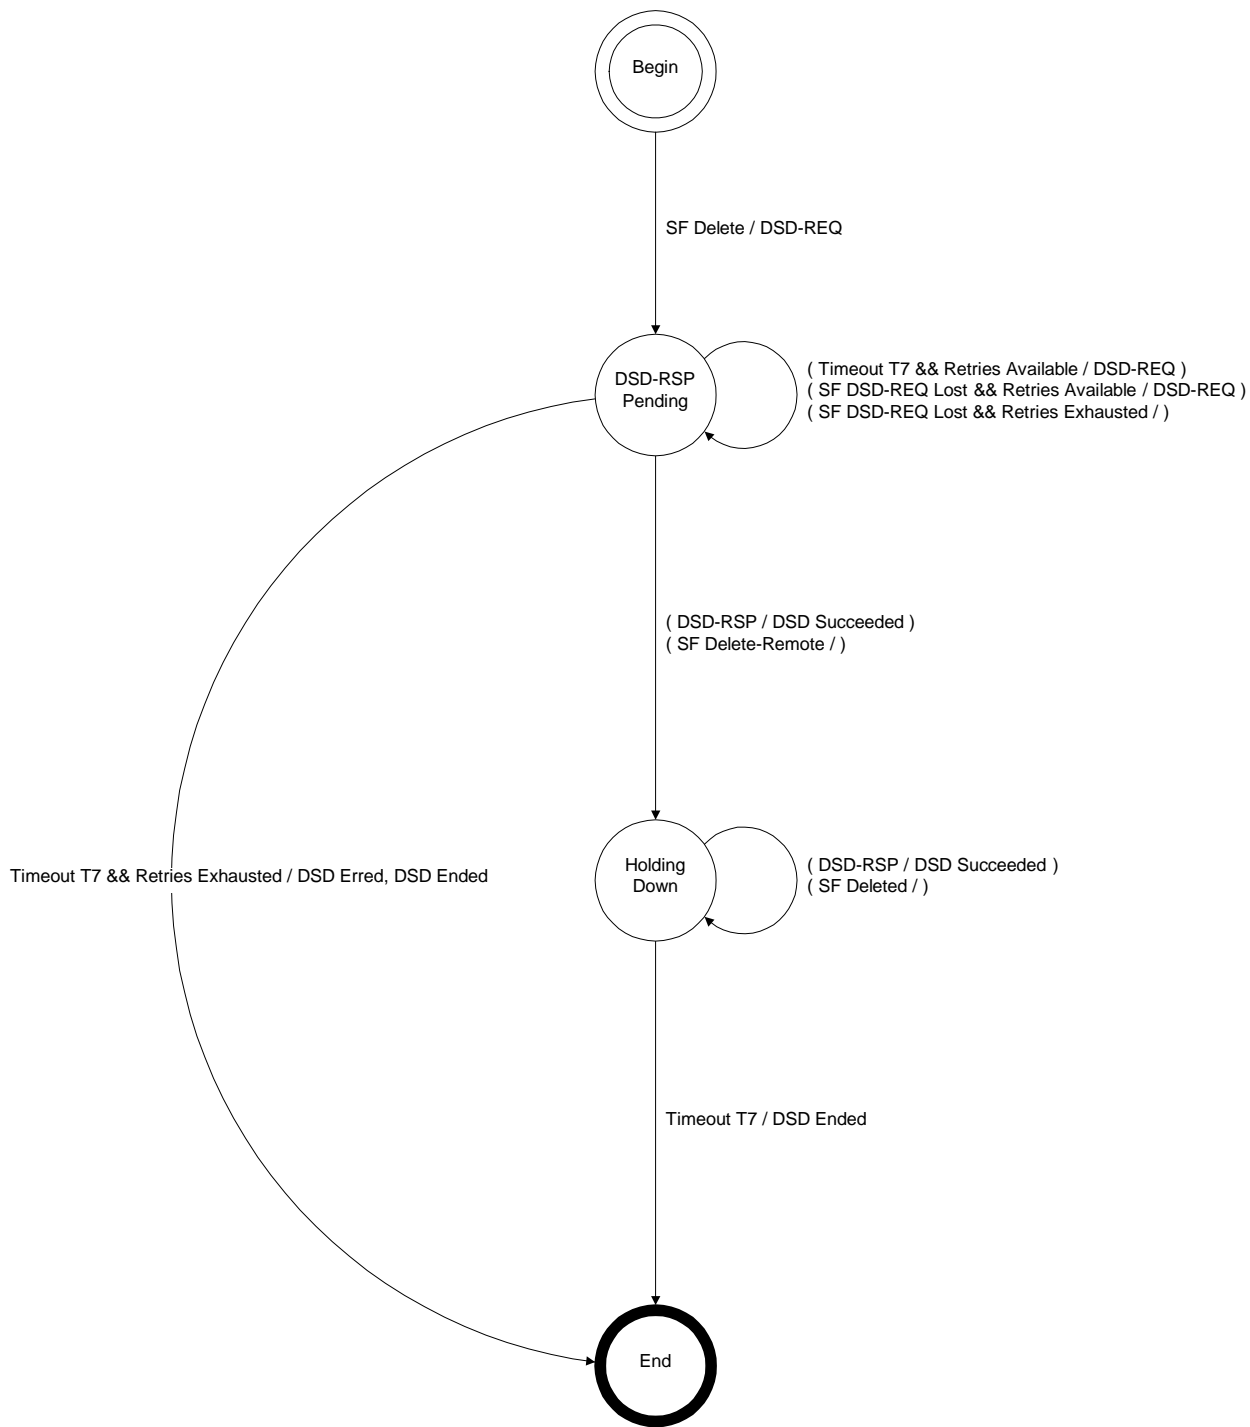 Begin
SF Delete / DSD-REQ
DSD-RSP
Pending
( Timeout T7 && Retries Available / DSD-REQ )
( SF DSD-REQ Lost && Retries Available / DSD-REQ )
( SF DSD-REQ Lost && Retries Exhausted / )
( DSD-RSP / DSD Succeeded )
( SF Delete-Remote / )
Timeout T7 && Retries Exhausted / DSD Erred, DSD Ended
Holding
Down
( DSD-RSP / DSD Succeeded )
( SF Deleted / )
Timeout T7 / DSD Ended
End